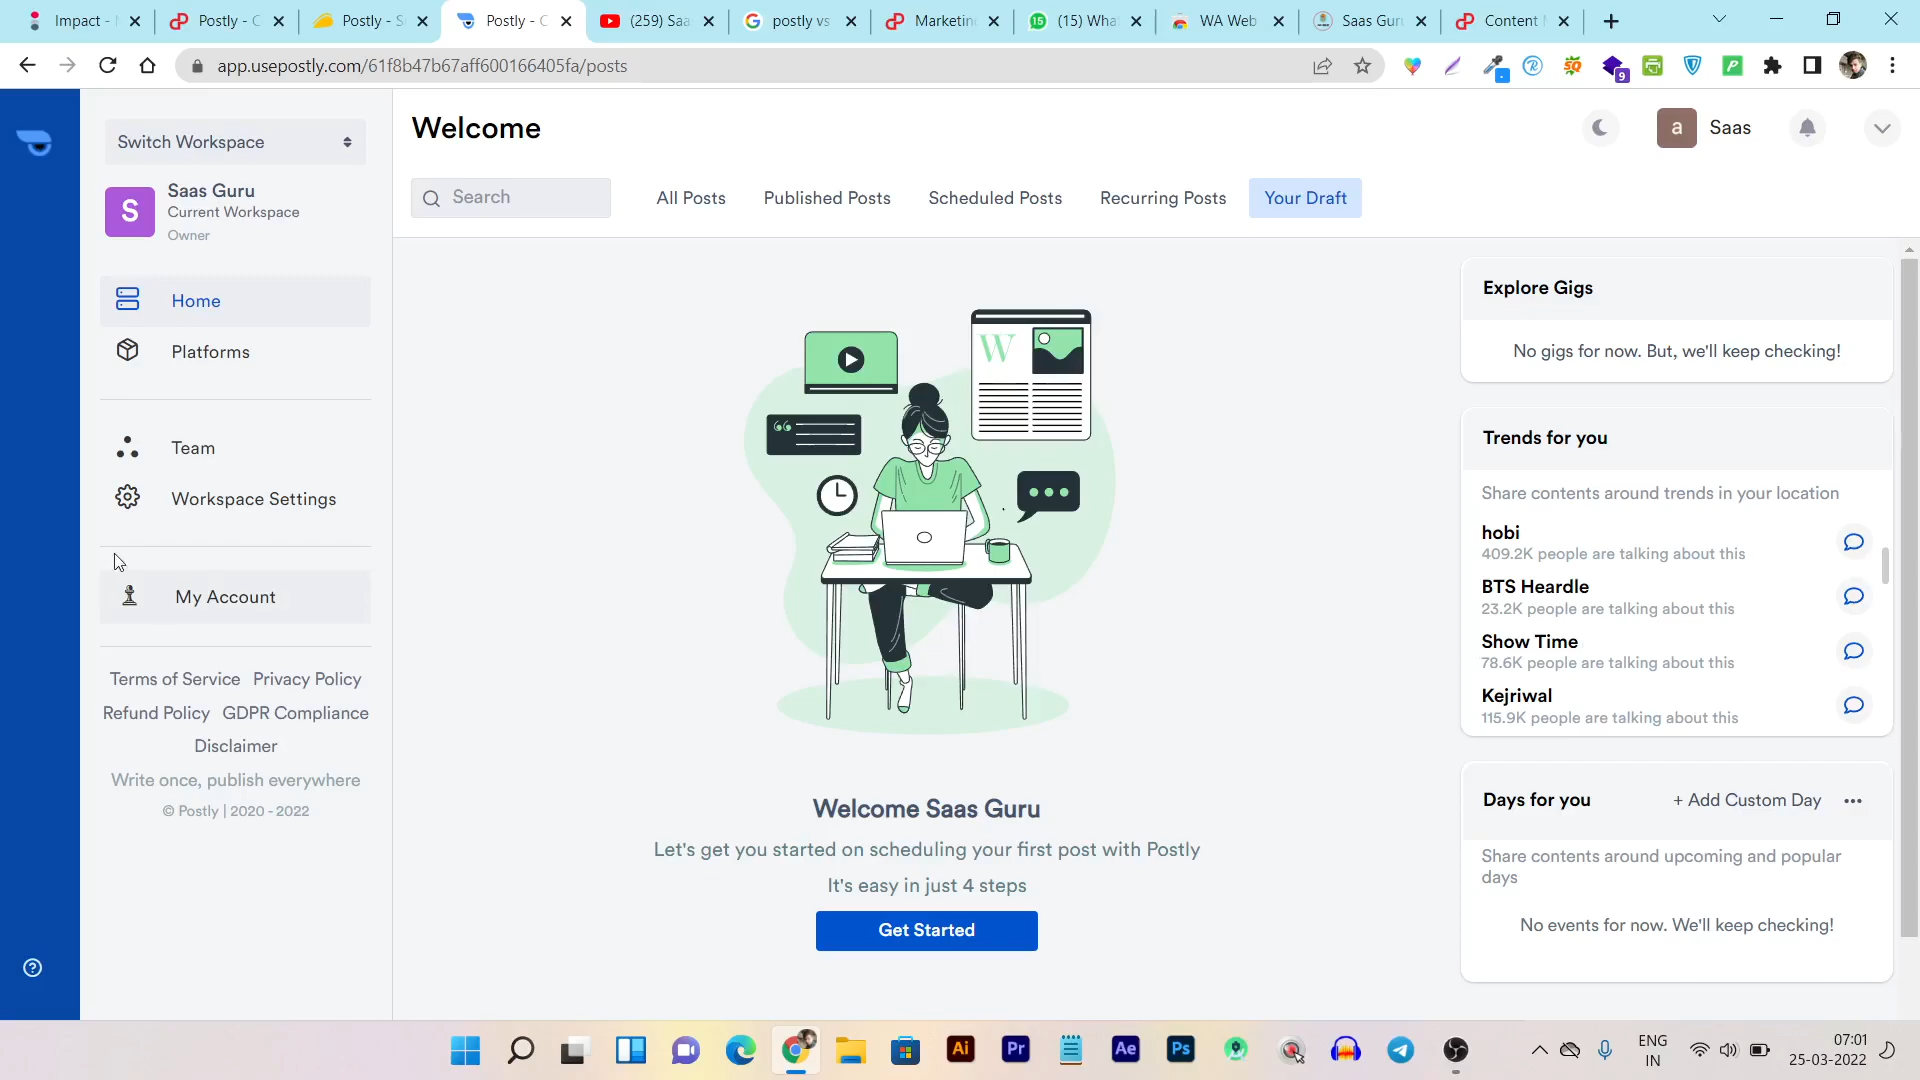 Impact -
Postly - C
Postly - S
Postly - C
(259) Saa
postly vs
Marketin
(15) Wha
WA Web
Saas Guru
Content M
app.usepostly.com/61f8b47b67aff600166405fa/posts
9
Switch Workspace
S
Saas Guru
Current Workspace
Owner
Home
Platforms
Team
Workspace Settings
My Account
Terms of Service Privacy Policy
Refund Policy GDPR Compliance
Disclaimer
Write once, publish everywhere
© Postly | 2020 - 2022
Welcome
a Saas
Search
All Posts
Published Posts
Scheduled Posts
Recurring Posts
Your Draft
W
Welcome Saas Guru
Let's get you started on scheduling your first post with Postly
It's easy in just 4 steps
Get Started
Explore Gigs
No gigs for now. But, we'll keep checking!
Trends for you
Share contents around trends in your location
hobi
409.2K people are talking about this
BTS Heardle
23.2K people are talking about this
Show Time
78.6K people are talking about this
Kejriwal
115.9K people are talking about this
Days for you
+ Add Custom Day
Share contents around upcoming and popular
days
No events for now. We'll keep checking!
Ai
Pr
Ae
Ps
ENG
IN
07:01
25-03-2022